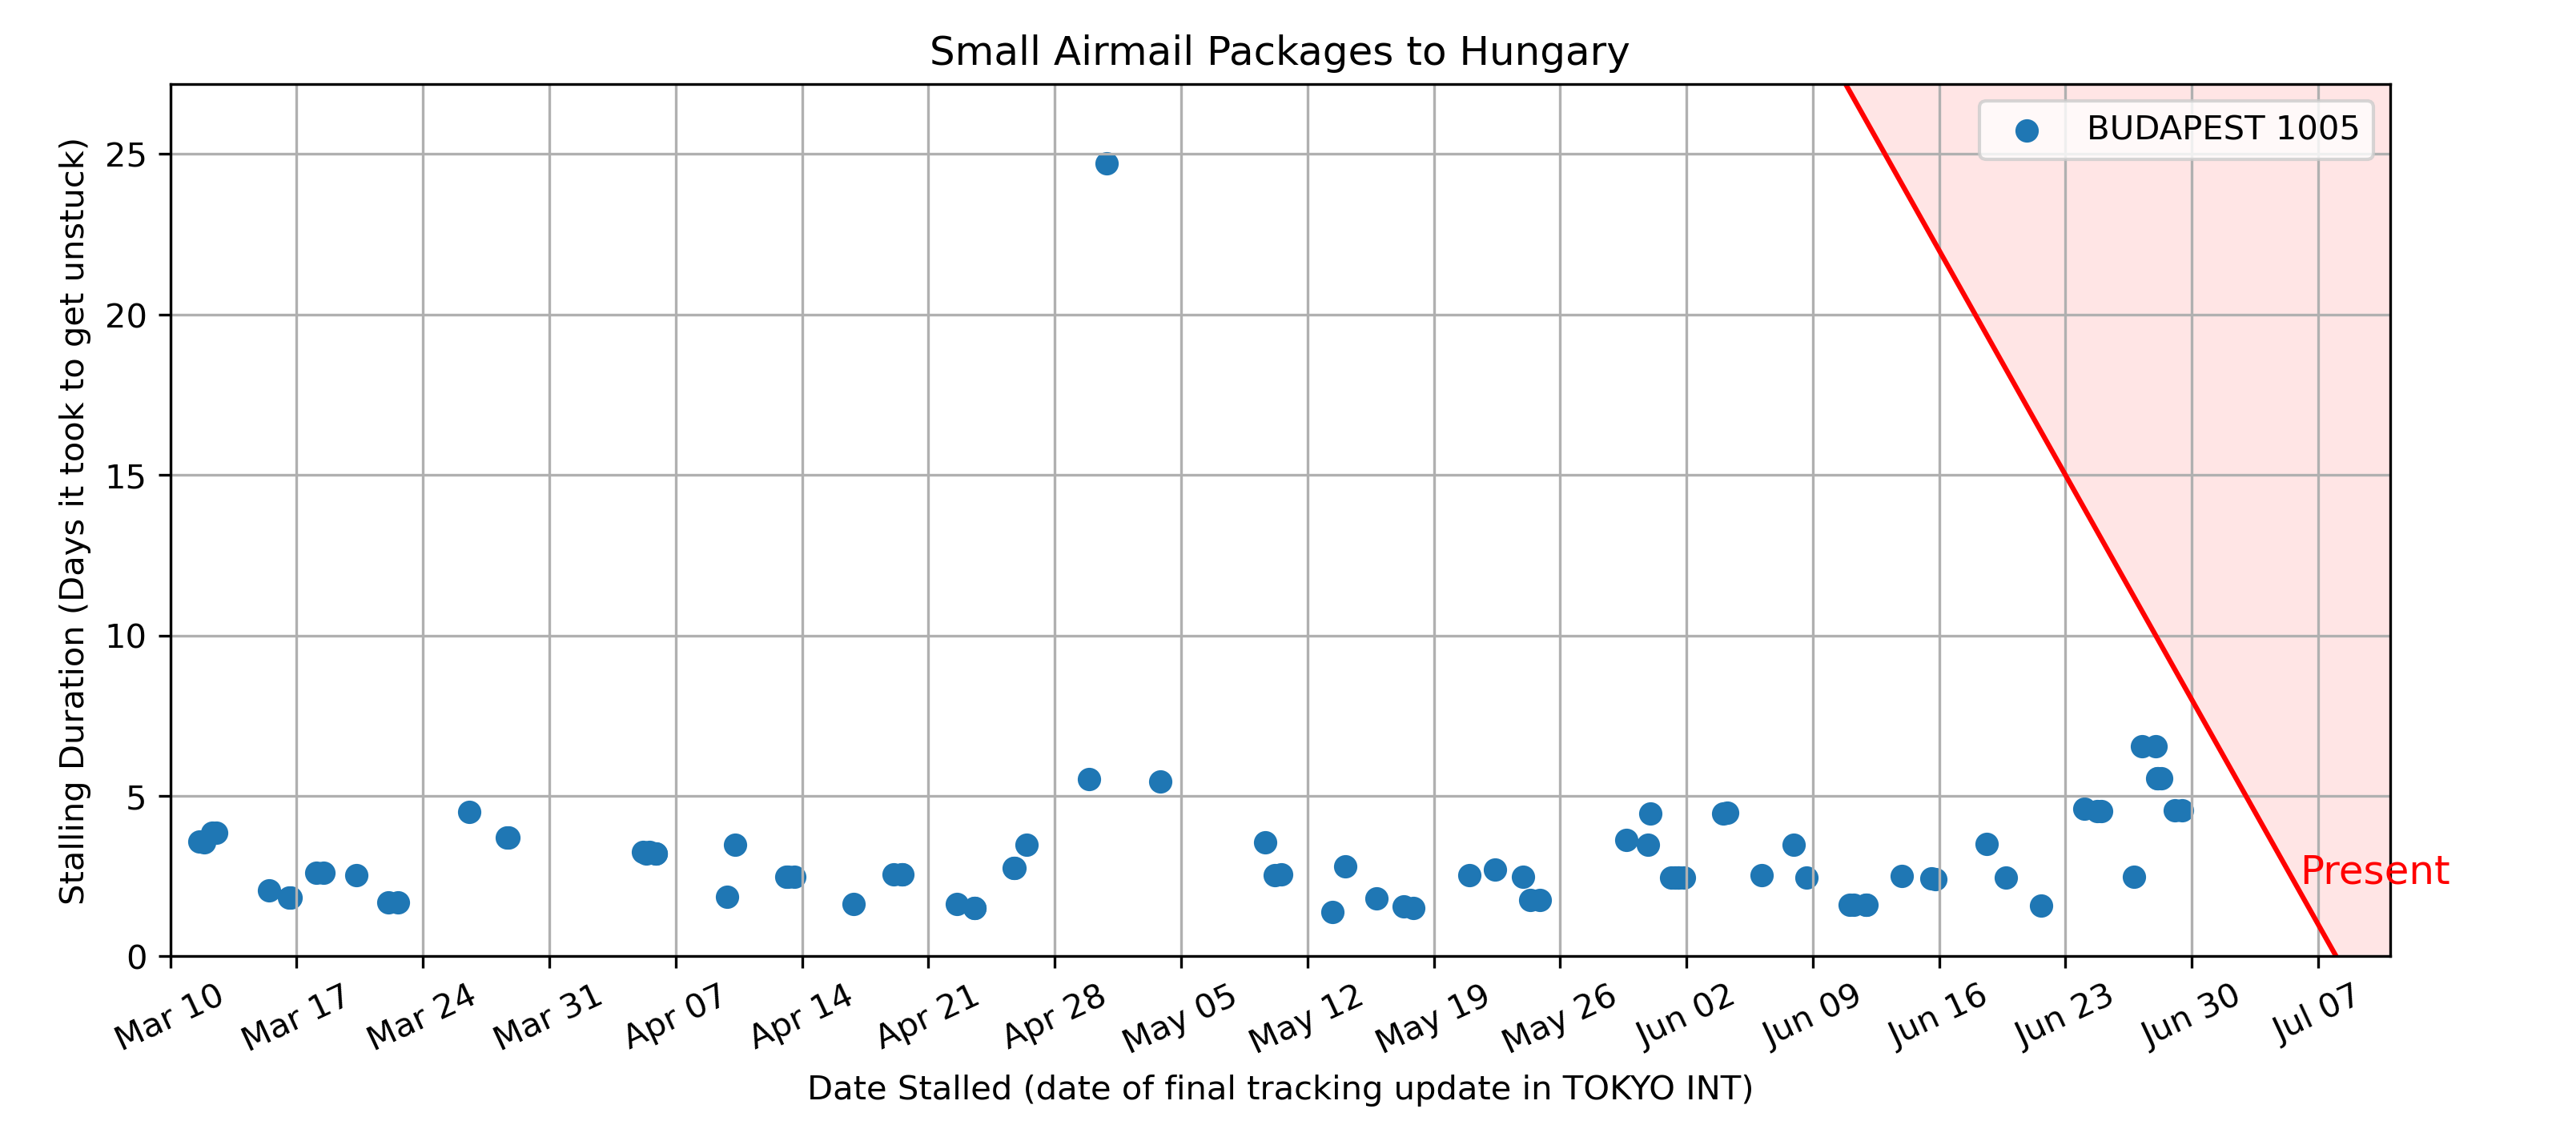 Small Airmail Packages to Hungary
BUDAPEST 1005
Stalling Duration (Days it took to get unstuck)
25
20
15
10
5
0
Present
Mar 10 Mar 17 Mar 24 Mar 31 Apr 07 Apr 14 Apr 21 Apr 28 May 05 May 12 May 19 May 26 Jun 02 Jun 09 Jun 16 Jun 23 Jun 30 Jul 07
Date Stalled (date of final tracking update in TOKYO INT)